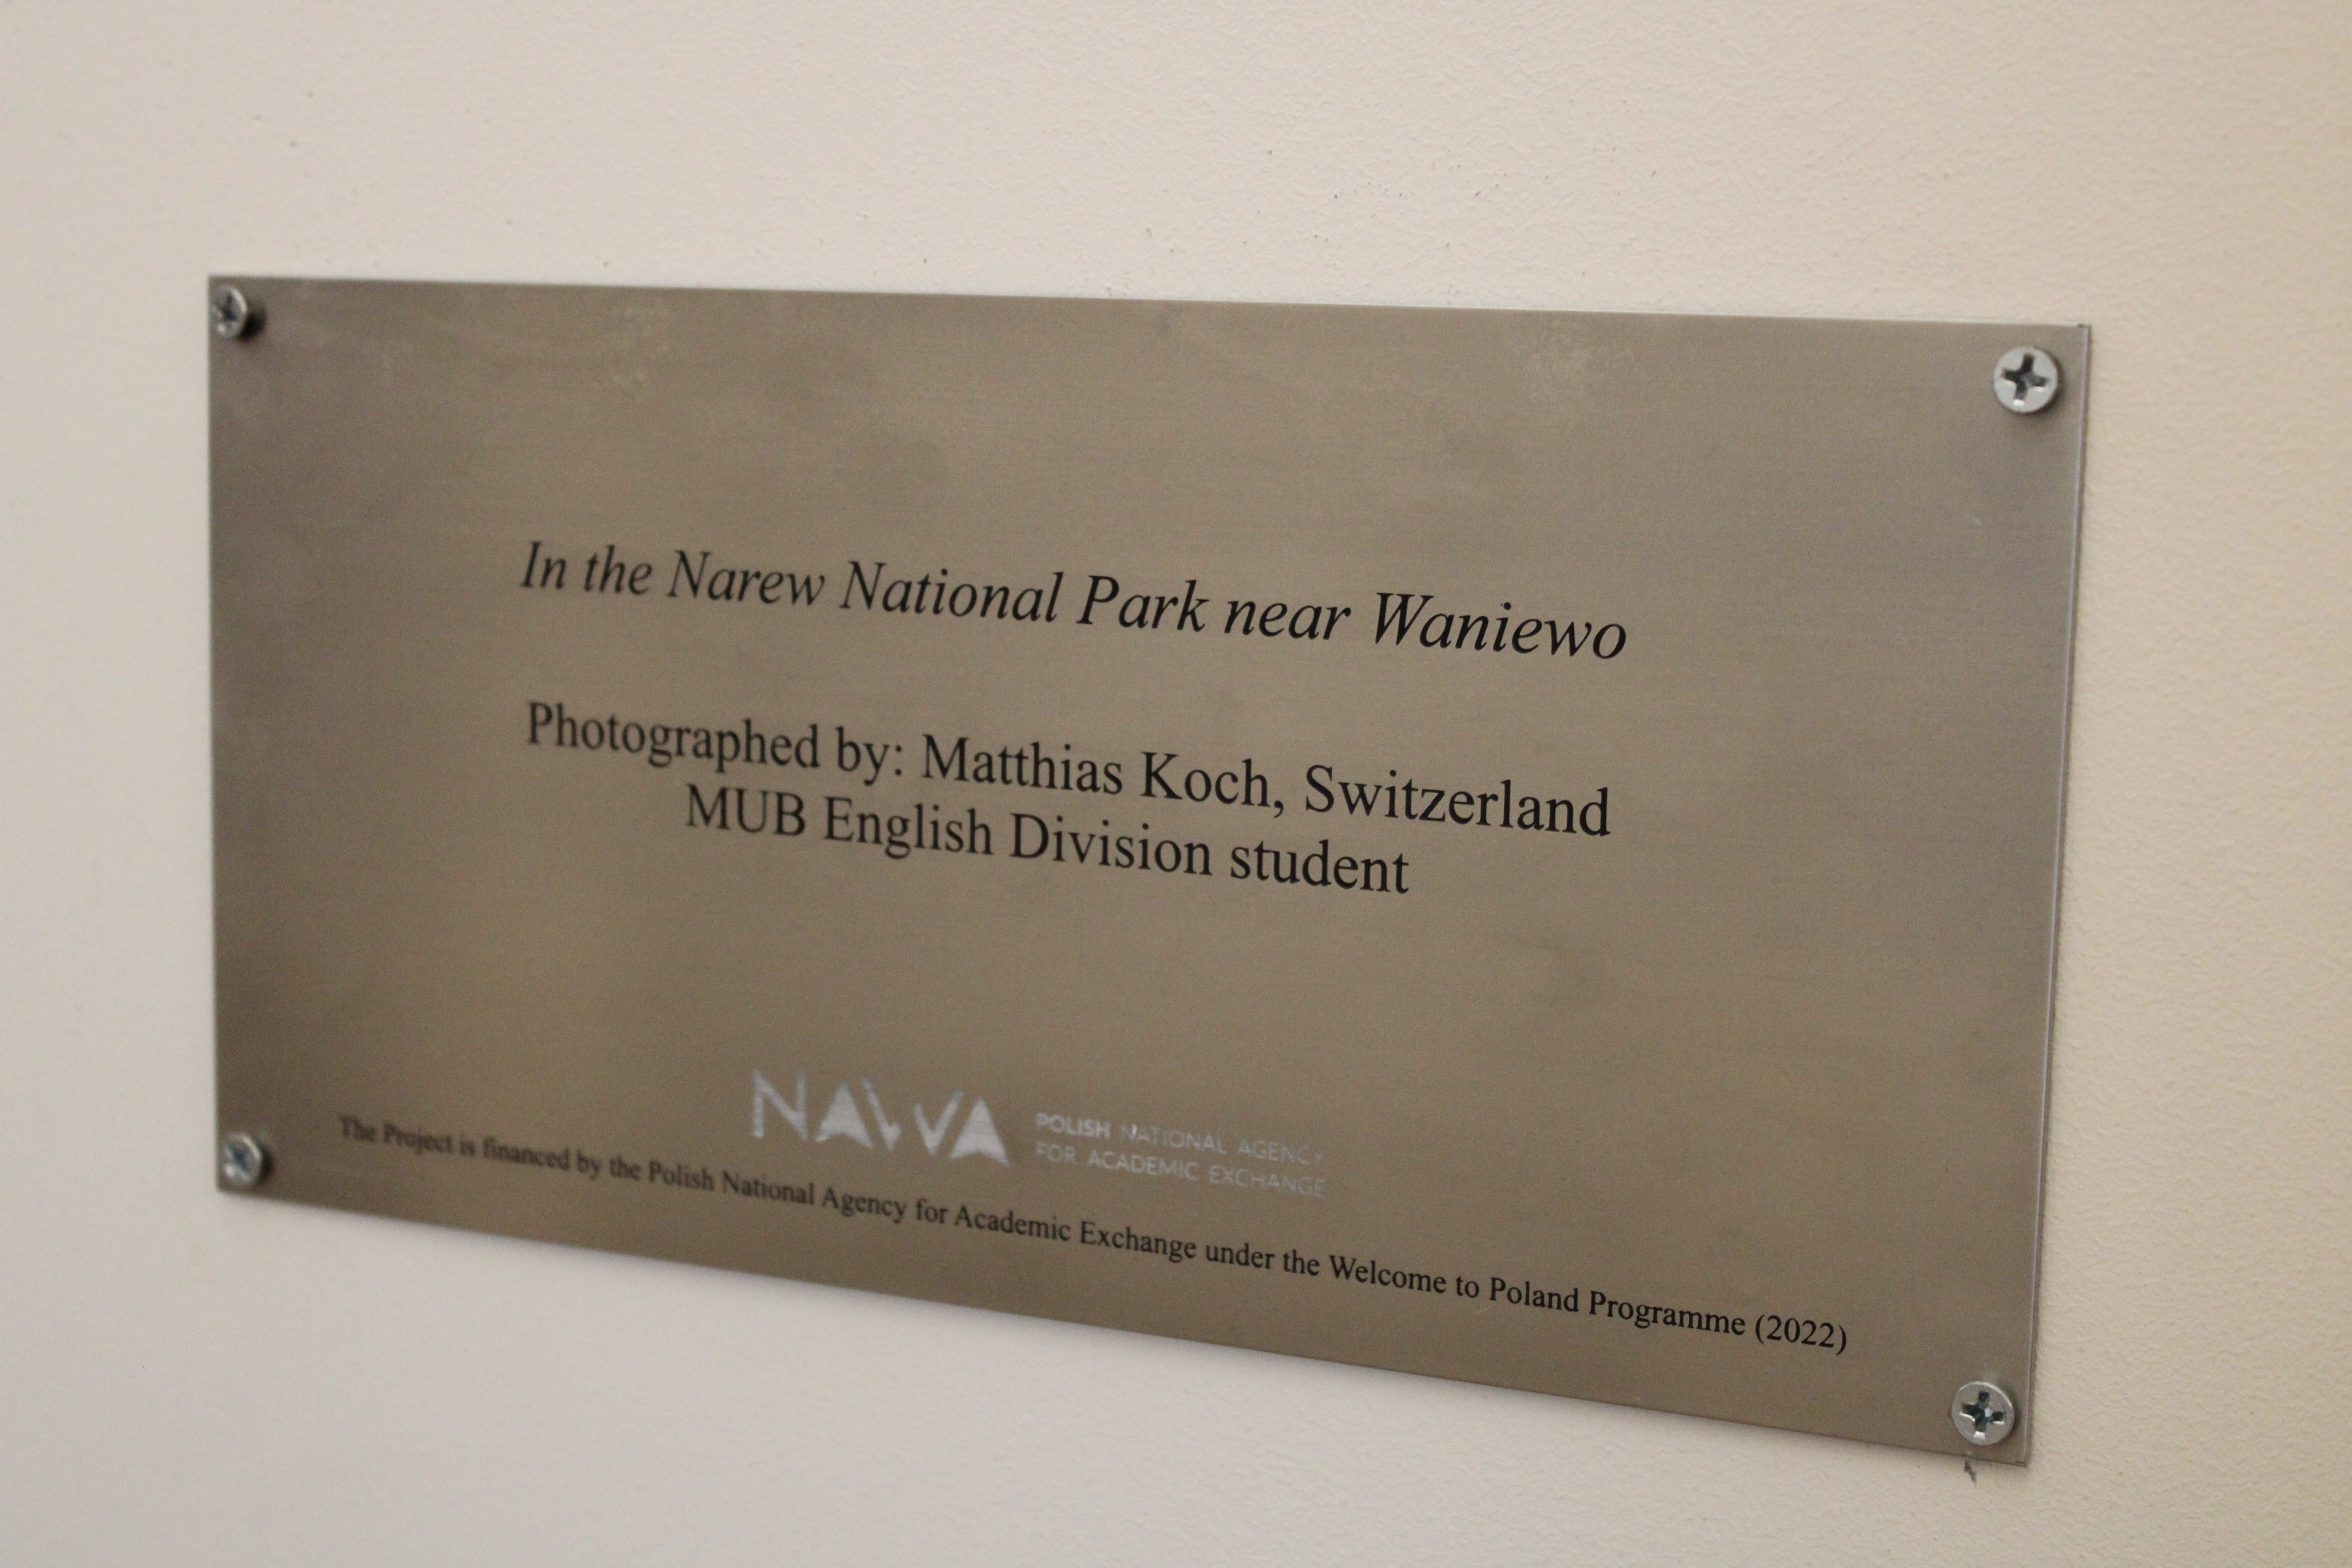 In the Narew National Park near Waniewo
Photographed by: Matthias Koch, Switzerland
MUB English Division student
NAWA
POLISH NATIONAL AGENCY
FOR ACADEMIC EXCHANGE
The Project is financed by the Polish National Agency for Academic Exchange under the Welcome to Poland Programme (2022)